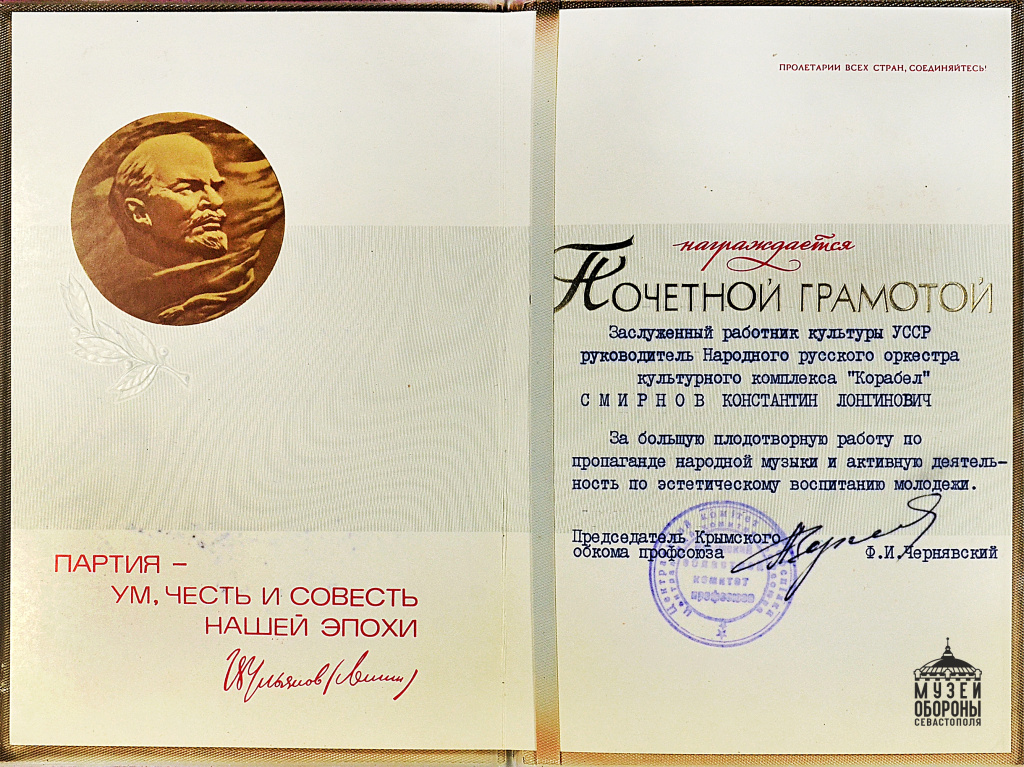 ПАРТИЯ –
УМ, ЧЕСТЬ И СОВЕСТЬ
НАШЕЙ ЭПОХИ
В. Ульянов (Ленин)
ПРОЛЕТАРИИ ВСЕХ СТРАН, СОЕДИНЯЙТЕСЬ!
награждается
ПОЧЕТНОЙ ГРАМОТОЙ
Заслуженный работник культуры УССР
руководитель Народного русского оркестра
культурного комплекса "Корабел"
С М И Р Н О В КОНСТАНТИН ЛОНГИНОВИЧ
За большую плодотворную работу по
пропаганде народной музыки и активную деятель-
ность по эстетическому воспитанию молодежи.
Председатель Крымского
обкома профсоюза Ф.И.Чернявский
комитет
профсоюзов
МУЗЕЙ
ОБОРОНЫ
СЕВАСТОПОЛЯ